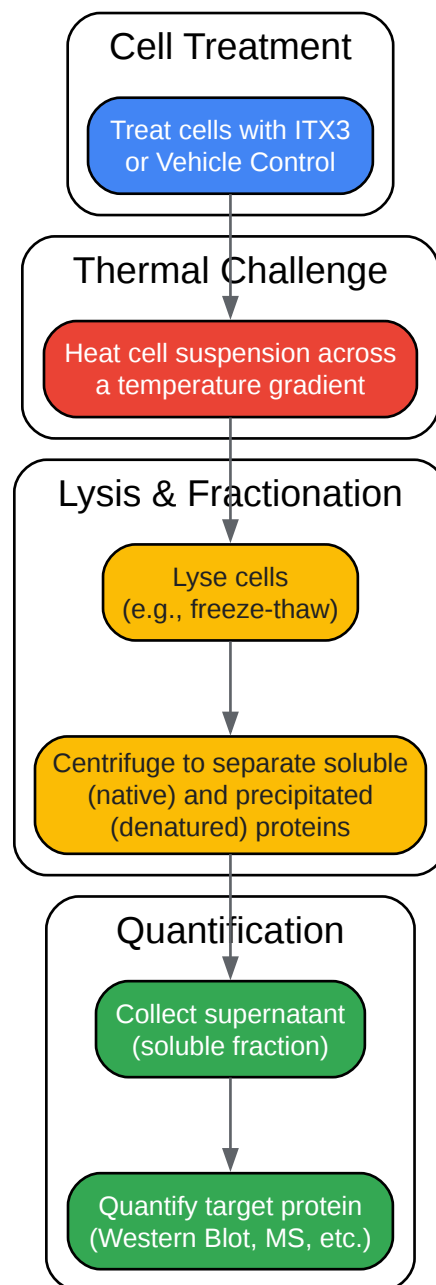 Cell Treatment
Treat cells with ITX3
or Vehicle Control
Thermal Challenge
Heat cell suspension across
a temperature gradient
Lysis & Fractionation
Lyse cells
(e.g., freeze-thaw)
Centrifuge to separate soluble
(native) and precipitated
(denatured) proteins
Quantification
Collect supernatant
(soluble fraction)
Quantify target protein
(Western Blot, MS, etc.)